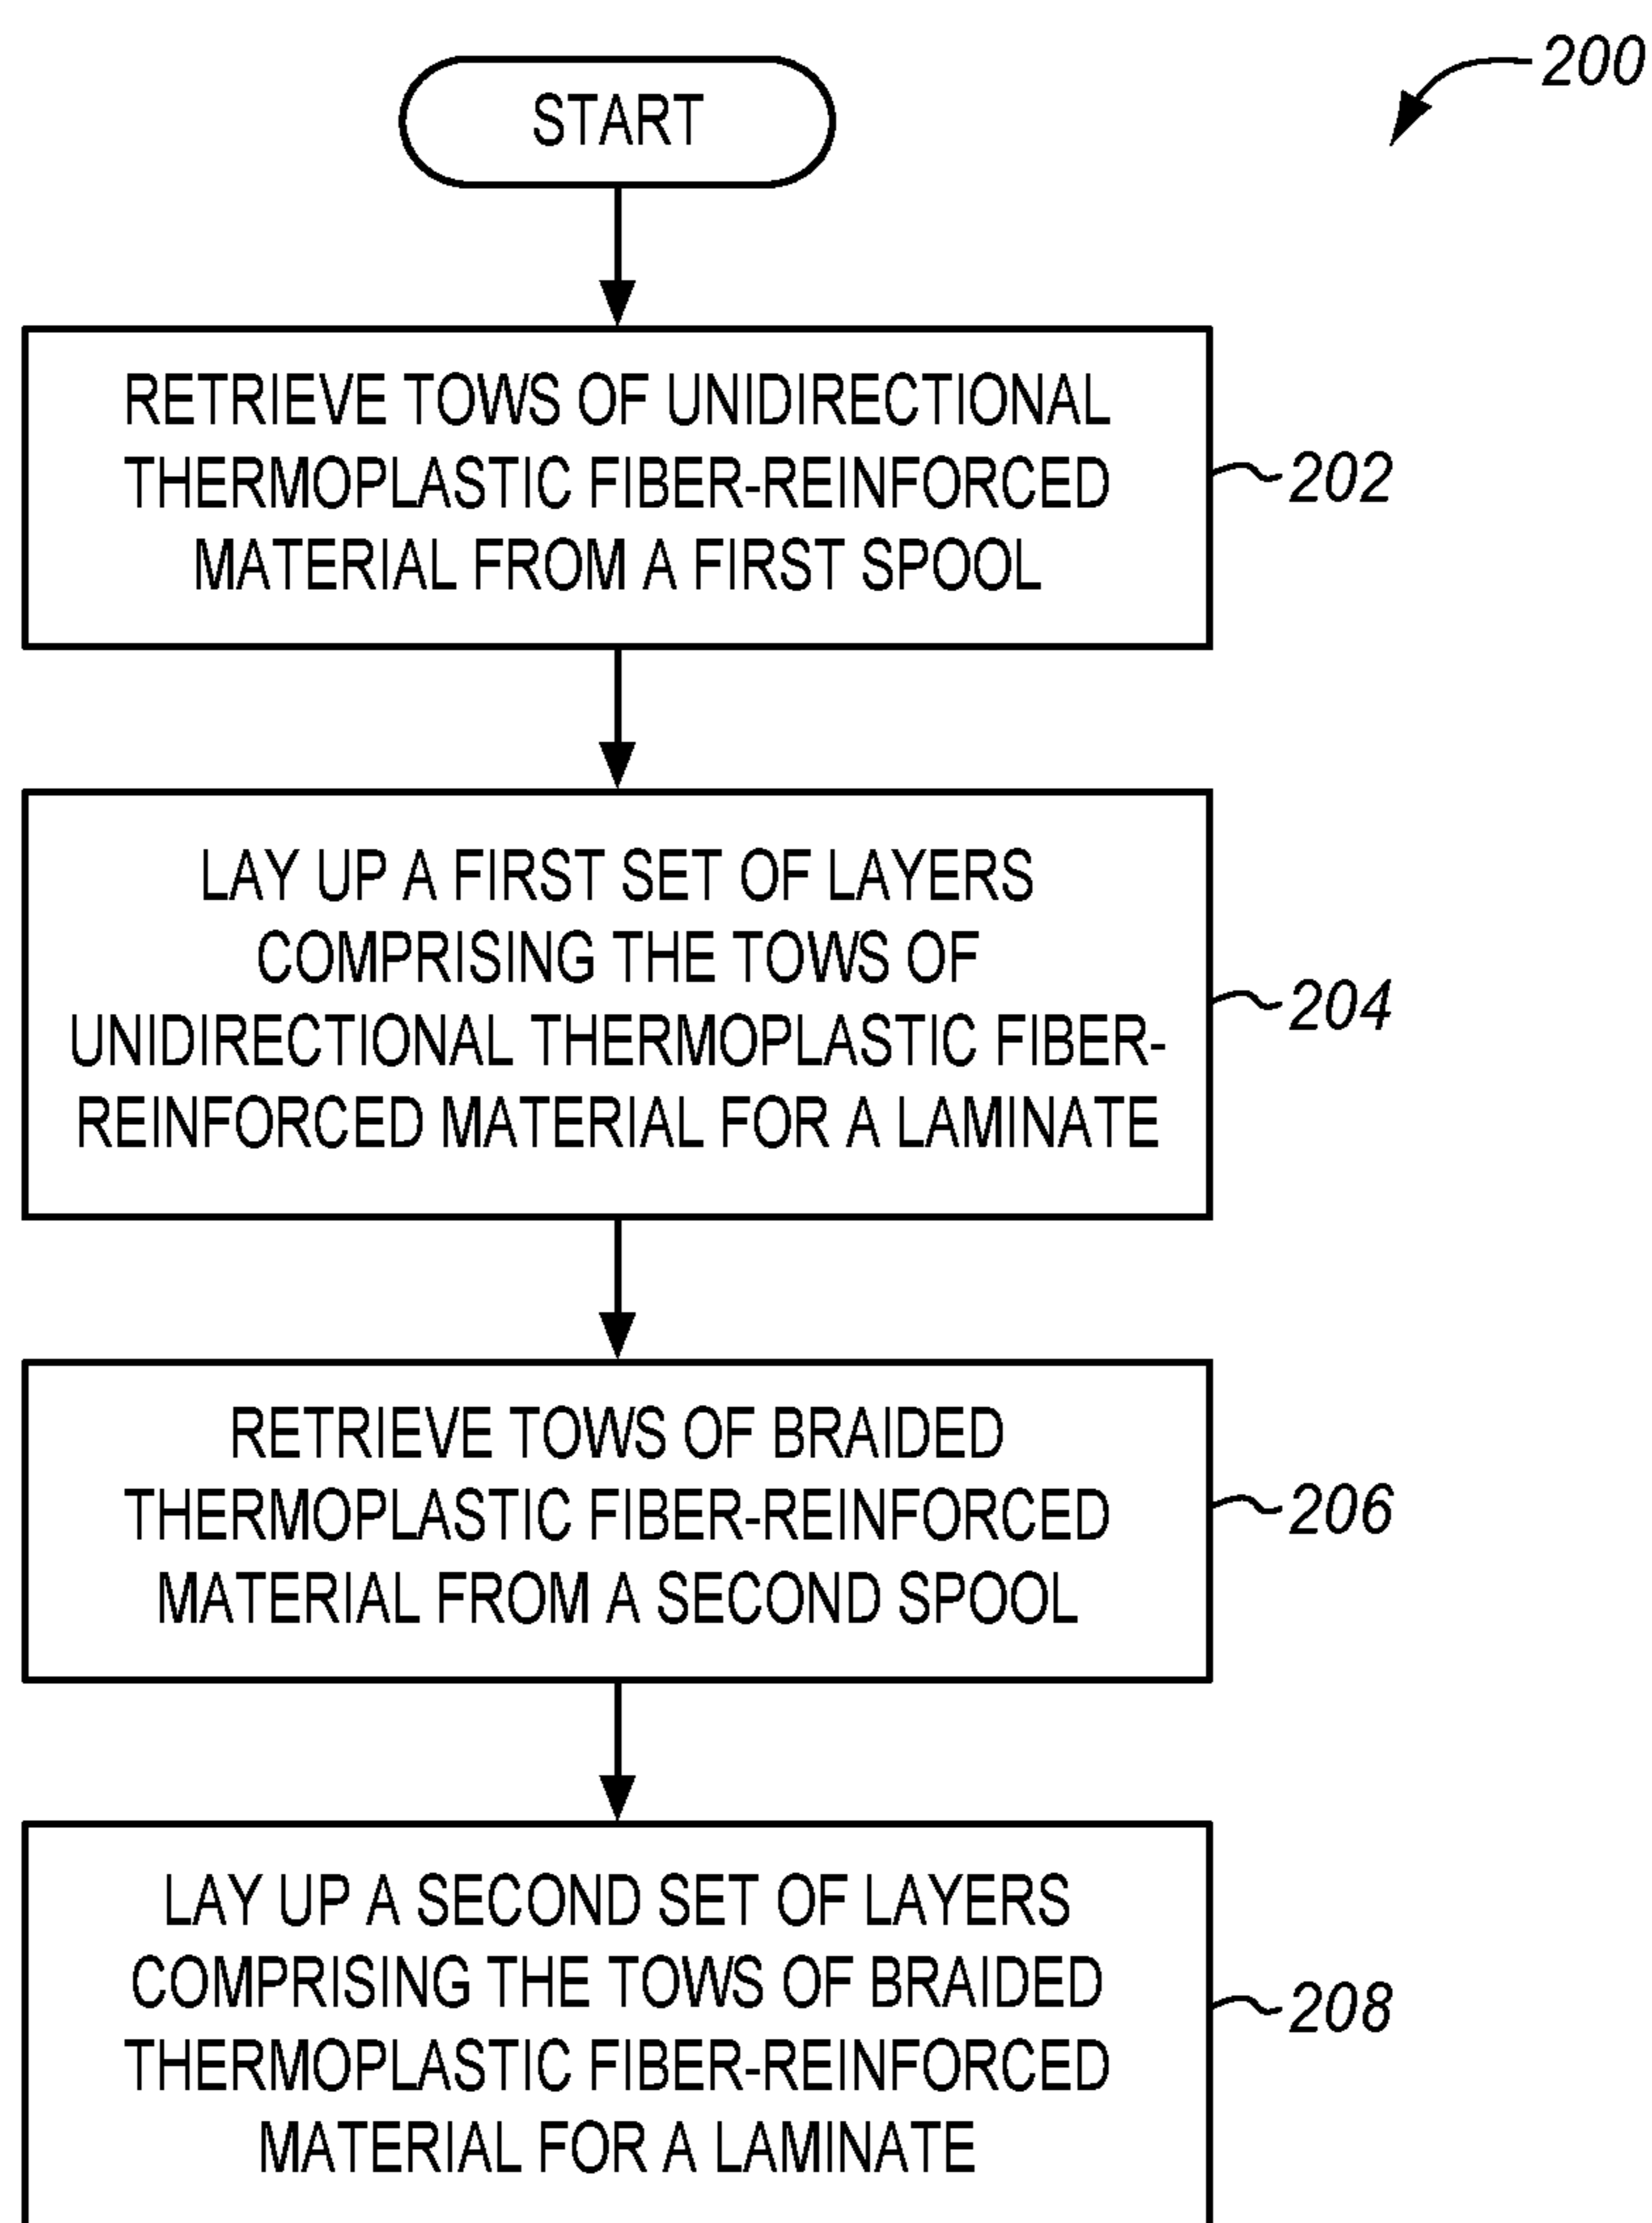 200
START
RETRIEVE TOWS OF UNIDIRECTIONAL
THERMOPLASTIC FIBER-REINFORCED
MATERIAL FROM A FIRST SPOOL
202
LAY UP A FIRST SET OF LAYERS
COMPRISING THE TOWS OF
UNIDIRECTIONAL THERMOPLASTIC FIBER-
REINFORCED MATERIAL FOR A LAMINATE
204
RETRIEVE TOWS OF BRAIDED
THERMOPLASTIC FIBER-REINFORCED
MATERIAL FROM A SECOND SPOOL
206
LAY UP A SECOND SET OF LAYERS
COMPRISING THE TOWS OF BRAIDED
THERMOPLASTIC FIBER-REINFORCED
MATERIAL FOR A LAMINATE
208